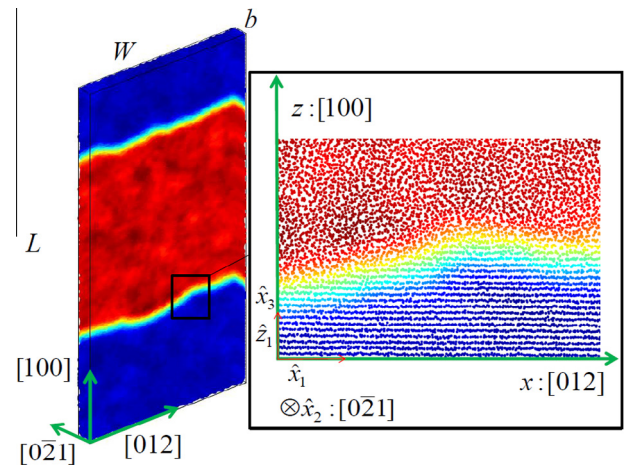 W
b
L
[100]
[02̅1]
[012]
z : [100]
x̂₃
ẑ₁
x̂₁
x : [012]
⊗x̂₂ : [02̅1]